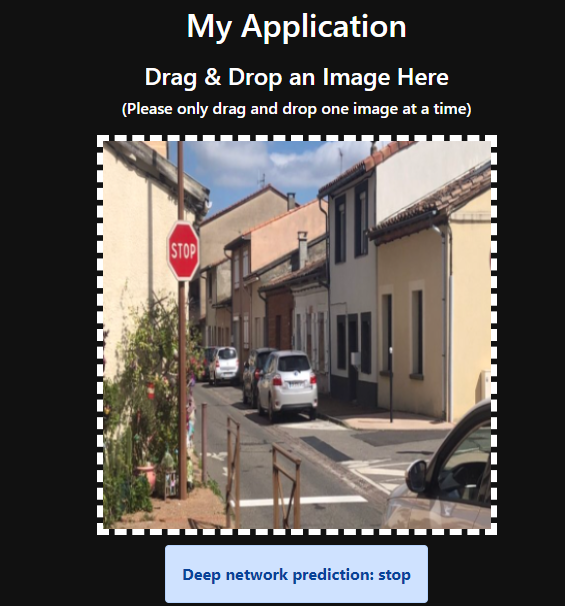 My Application
Drag & Drop an Image Here
(Please only drag and drop one image at a time)
STOP
Deep network prediction: stop